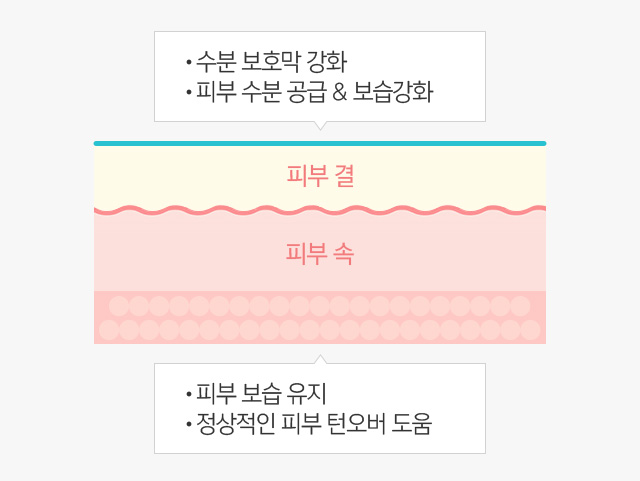 • 수분 보호막 강화
• 피부 수분 공급 & 보습강화
피부 결
피부 속
• 피부 보습 유지
• 정상적인 피부 턴오버 도움